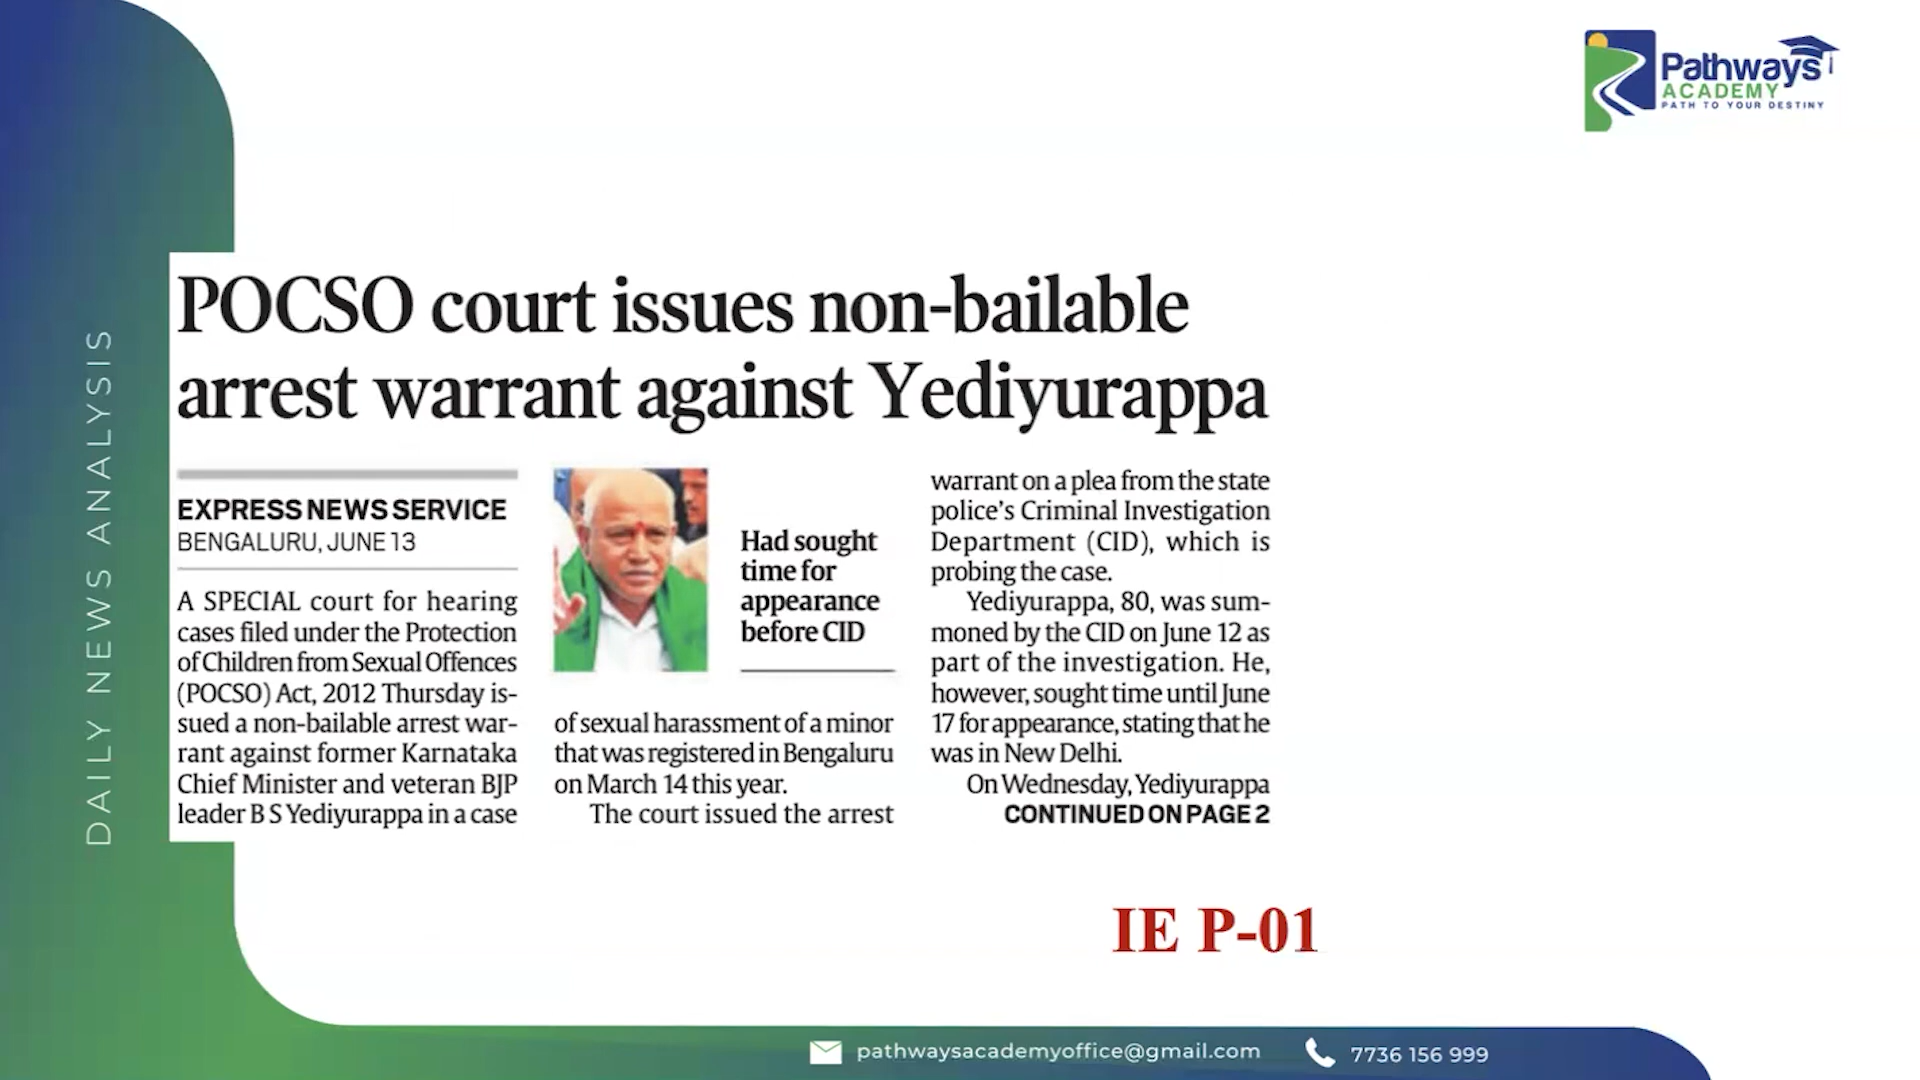 Pathways
ACADEMY
PATH TO YOUR DESTINY
DAILY NEWS ANALYSIS
POCSO court issues non-bailable
arrest warrant against Yediyurappa
EXPRESS NEWS SERVICE
BENGALURU, JUNE 13
A SPECIAL court for hearing
cases filed under the Protection
of Children from Sexual Offences
(POCSO) Act, 2012 Thursday is-
sued a non-bailable arrest war-
rant against former Karnataka
Chief Minister and veteran BJP
leader B S Yediyurappa in a case
Had sought
time for
appearance
before CID
of sexual harassment of a minor
that was registered in Bengaluru
on March 14 this year.
The court issued the arrest
warrant on a plea from the state
police's Criminal Investigation
Department (CID), which is
probing the case.
Yediyurappa, 80, was sum-
moned by the CID on June 12 as
part of the investigation. He,
however, sought time until June
17 for appearance, stating that he
was in New Delhi.
On Wednesday, Yediyurappa
CONTINUED ON PAGE 2
IE P-01
pathwaysacademyoffice@gmail.com
7736 156 999